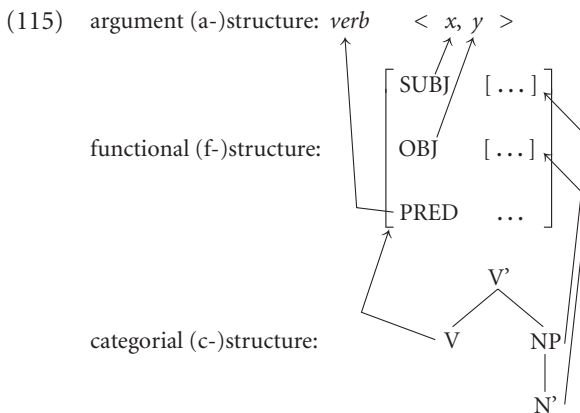 (115) argument (a-)structure: verb < x, y >
SUBJ [ ... ]
functional (f-)structure: OBJ [ ... ]
PRED ...
V’
categorial (c-)structure: V NP
N’